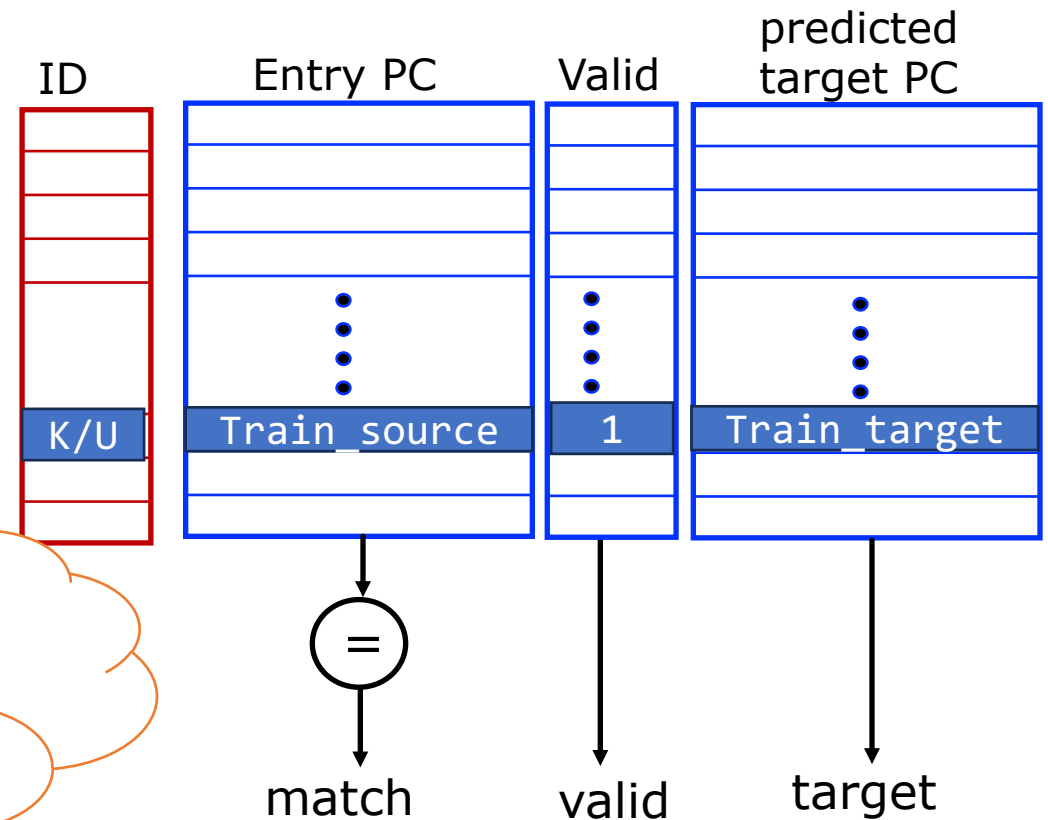 ID
Entry PC
Valid
predicted
target PC
K/U
Train_source
1
Train_target
=
match
valid
target